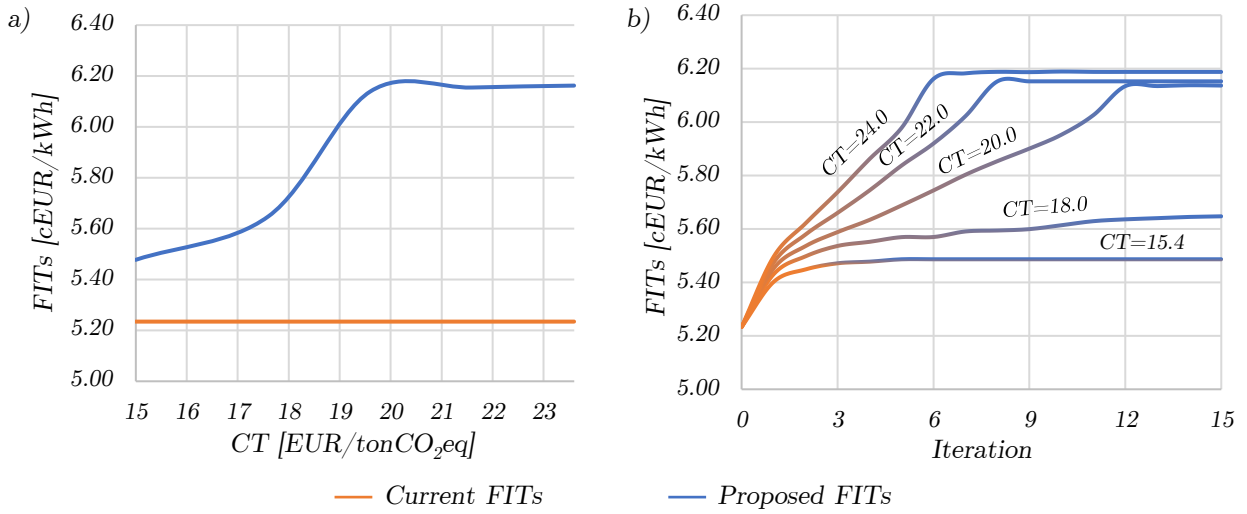 a)
FITs [cEUR/kWh]
6.40
6.20
6.00
5.80
5.60
5.40
5.20
5.00
15 16 17 18 19 20 21 22 23
CT [EUR/tonCO₂eq]
b)
FITs [cEUR/kWh]
6.40
6.20
6.00
5.80
5.60
5.40
5.20
5.00
CT=24.0
CT=22.0
CT=20.0
CT=18.0
CT=15.4
0 3 6 9 12 15
Iteration
Current FITs
Proposed FITs